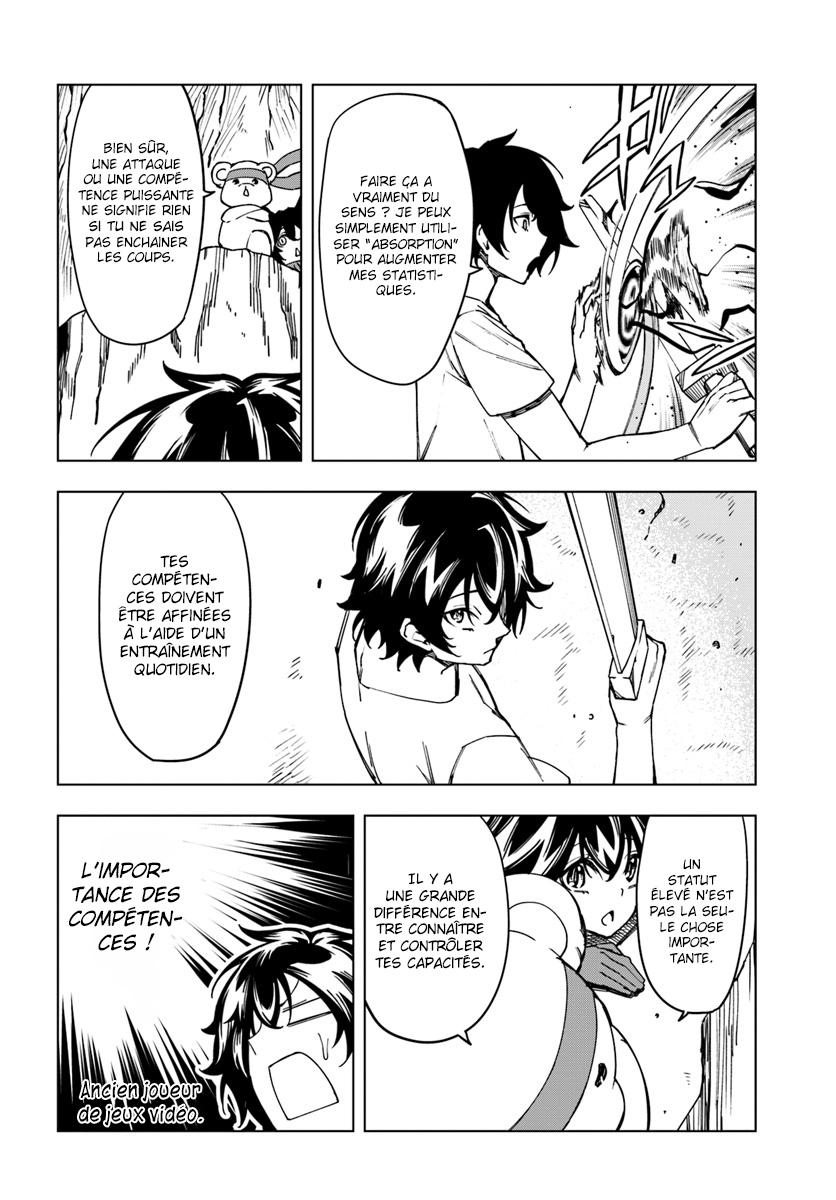 FAIRE ÇA A
VRAIMENT DU
SENS ? JE PEUX
SIMPLEMENT UTILI-
SER "ABSORPTION"
POUR AUGMENTER
MES STATISTI-
QUES.
BIEN SÛR,
UNE ATTAQUE
OU UNE COMPÉ-
TENCE PUISSANTE
NE SIGNIFIE RIEN
SI TU NE SAIS
PAS ENCHAINER
LES COUPS.
TES
COMPÉTEN-
CES DOIVENT
ÊTRE AFFINÉES
À L'AIDE D'UN
ENTRAÎNEMENT
QUOTIDIEN.
UN
STATUT
ÉLEVÉ N'EST
PAS LA SEU-
LE CHOSE
IMPOR-
TANTE.
IL Y A
UNE GRANDE
DIFFÉRENCE EN-
TRE CONNAÎTRE
ET CONTRÔLER
TES CAPACITÉS.
L'IMPOR-
TANCE DES
COMPÉTEN-
CES !
Ancien joueur
de jeux vidéo.